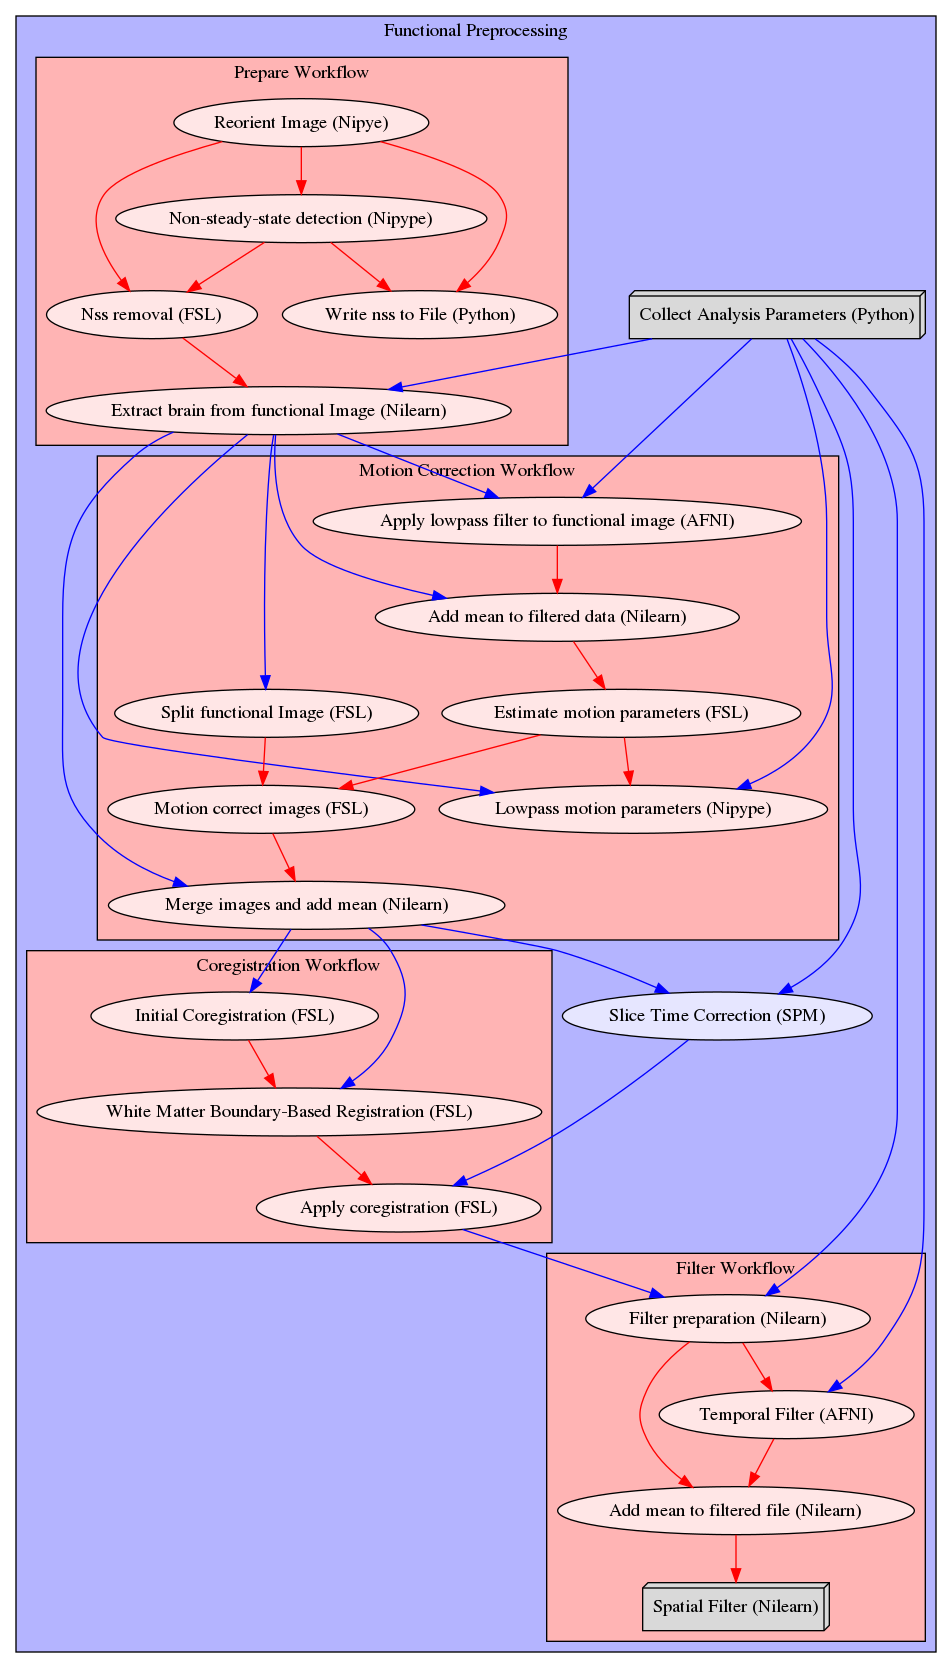 Functional Preprocessing
Prepare Workflow
Reorient Image (Nipye)
Non-steady-state detection (Nipype)
Nss removal (FSL)
Write nss to File (Python)
Collect Analysis Parameters (Python)
Extract brain from functional Image (Nilearn)
Motion Correction Workflow
Apply lowpass filter to functional image (AFNI)
Add mean to filtered data (Nilearn)
Split functional Image (FSL)
Estimate motion parameters (FSL)
Motion correct images (FSL)
Lowpass motion parameters (Nipype)
Merge images and add mean (Nilearn)
Coregistration Workflow
Initial Coregistration (FSL)
Slice Time Correction (SPM)
White Matter Boundary-Based Registration (FSL)
Apply coregistration (FSL)
Filter Workflow
Filter preparation (Nilearn)
Temporal Filter (AFNI)
Add mean to filtered file (Nilearn)
Spatial Filter (Nilearn)